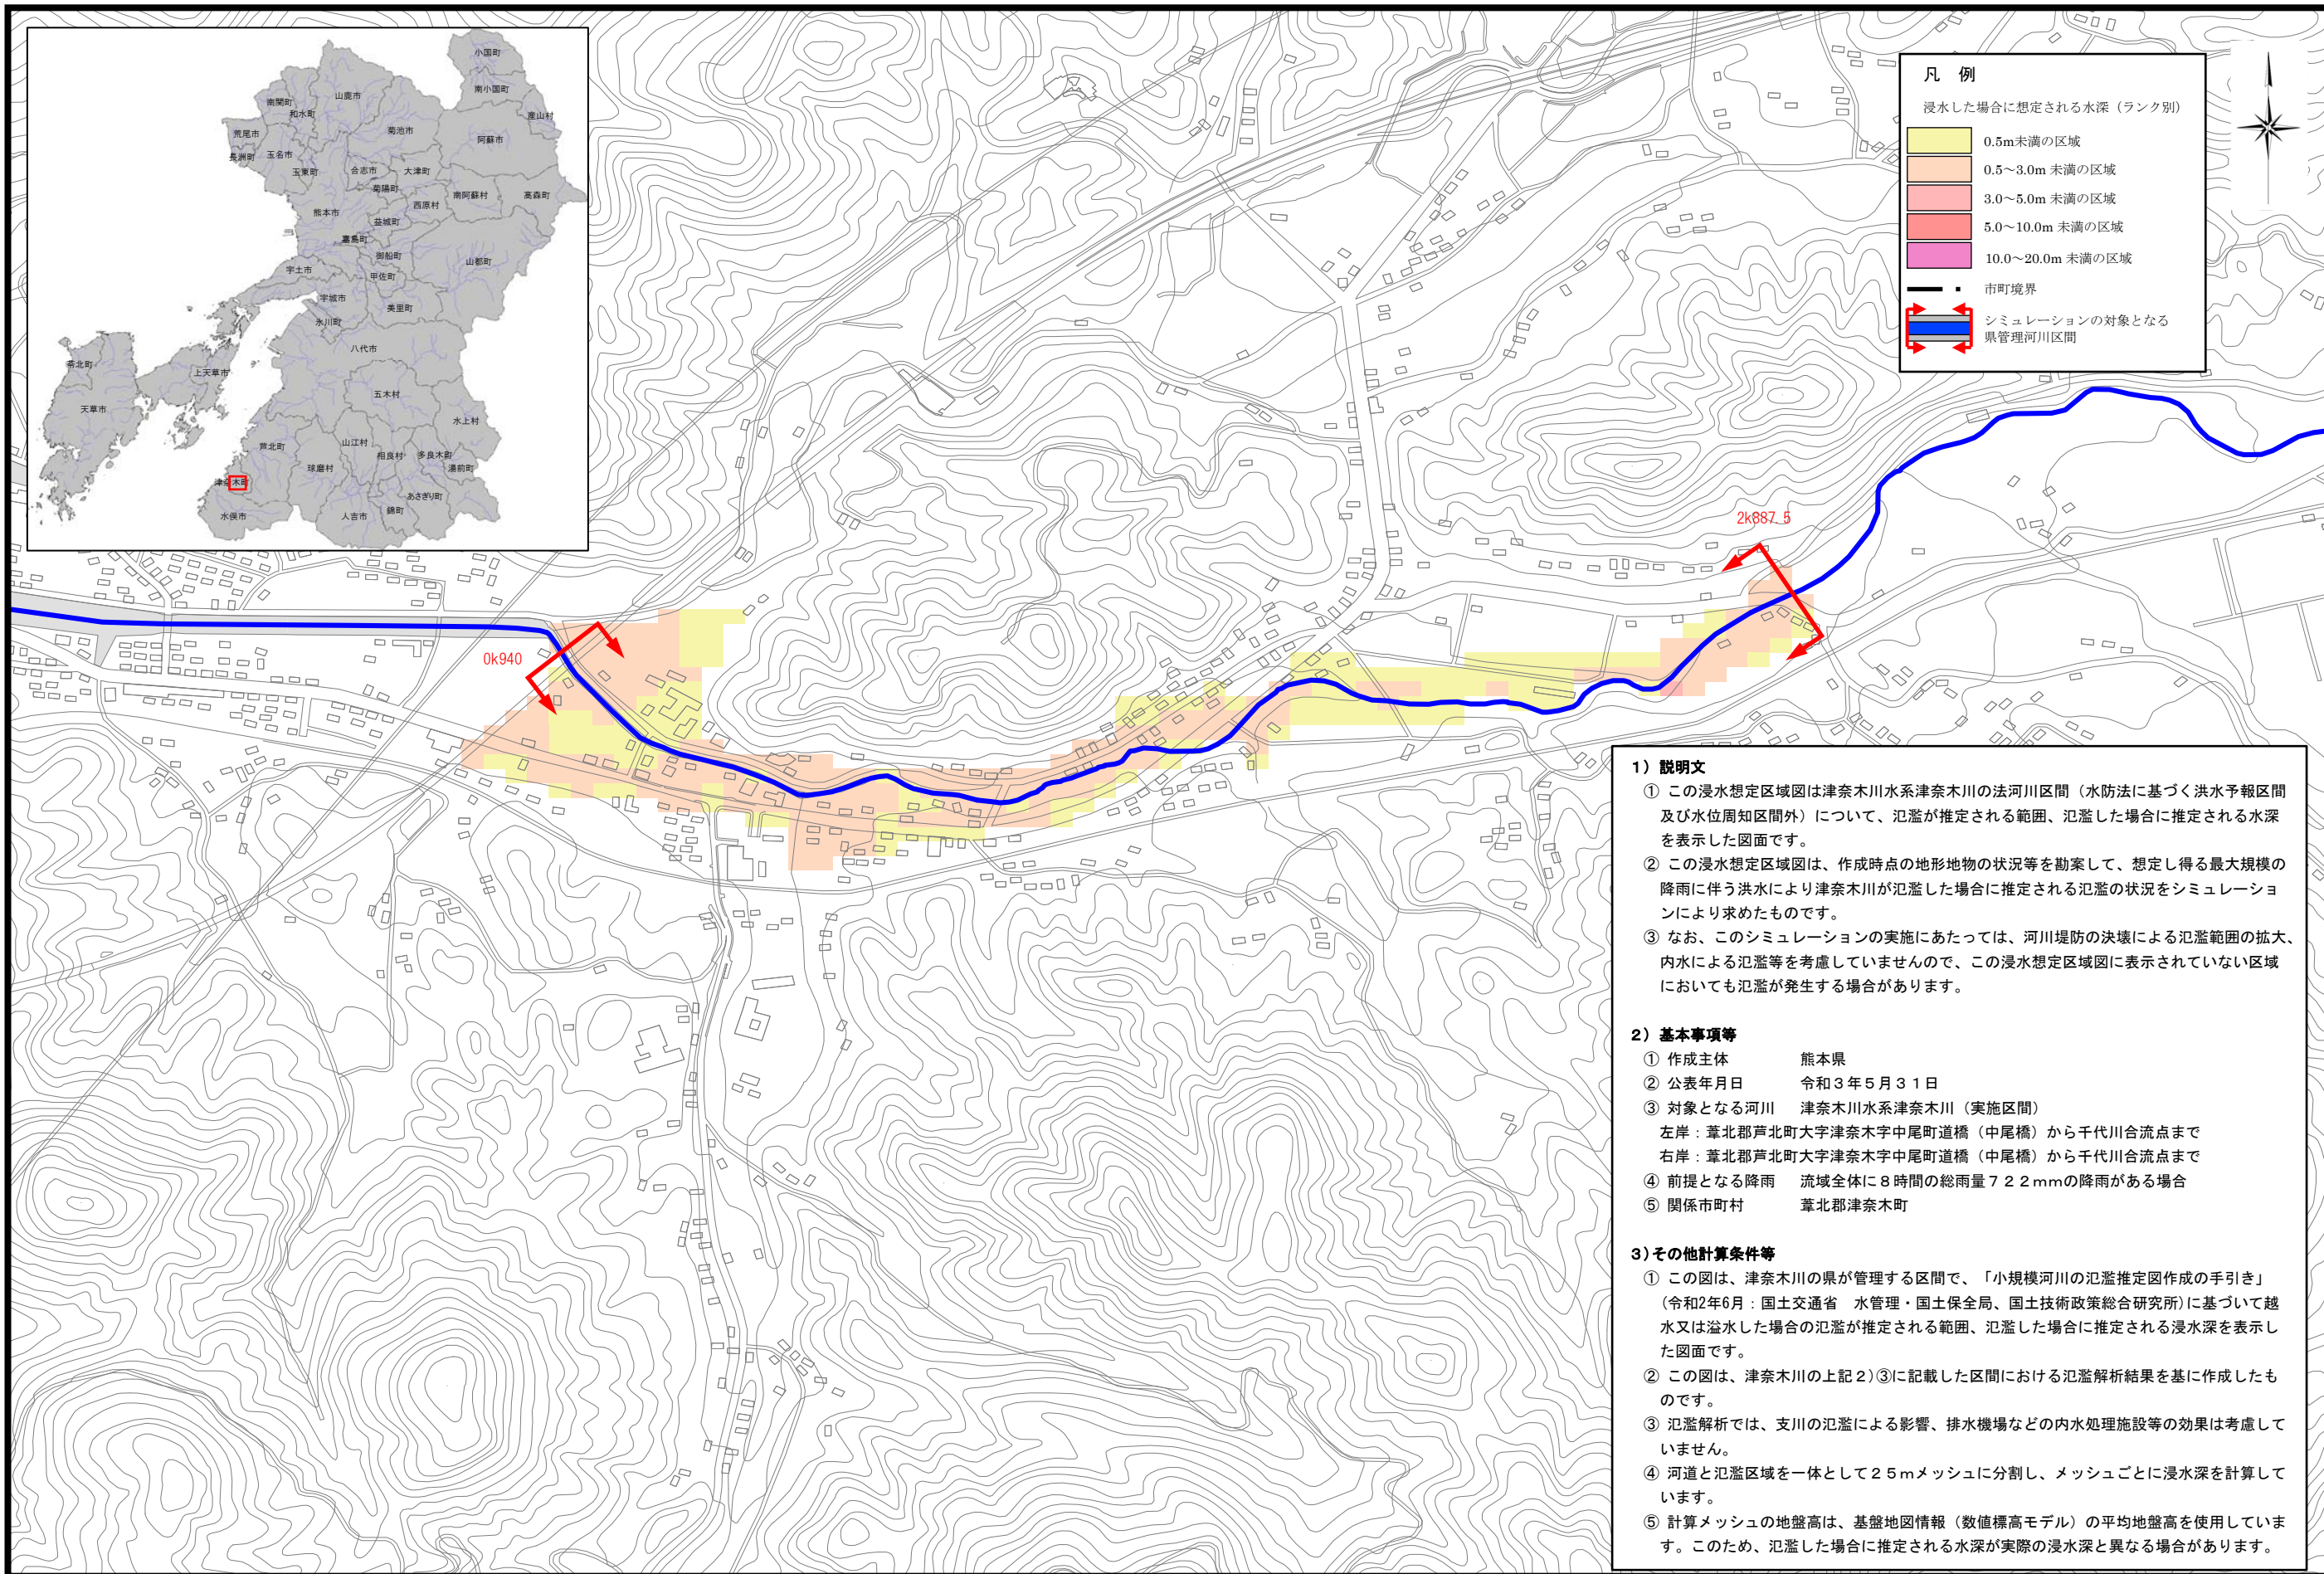 小国町
南小国町
産山村
南関町
山鹿市
和水町
荒尾市
菊池市
阿蘇市
長洲町
玉名市
玉東町
合志市
大津町
菊陽町
南阿蘇村
高森町
西原村
熊本市
益城町
嘉島町
御船町
山都町
宇土市
甲佐町
宇城市
美里町
氷川町
八代市
苓北町
上天草市
天草市
五木村
水上村
芦北町
山江村
球磨村
相良村
多良木町
湯前町
津奈木町
あさぎり町
水俣市
人吉市
錦町
凡 例
浸水した場合に想定される水深（ランク別）
0.5m未満の区域
0.5～3.0m 未満の区域
3.0～5.0m 未満の区域
5.0～10.0m 未満の区域
10.0～20.0m 未満の区域
市町境界
シミュレーションの対象となる
県管理河川区間
2k887.5
0k940
1）説明文
① この浸水想定区域図は津奈木川水系津奈木川の法河川区間（水防法に基づく洪水予報区間
及び水位周知区間外）について、氾濫が推定される範囲、氾濫した場合に推定される水深
を表示した図面です。
② この浸水想定区域図は、作成時点の地形地物の状況等を勘案して、想定し得る最大規模の
降雨に伴う洪水により津奈木川が氾濫した場合に推定される氾濫の状況をシミュレーショ
ンにより求めたものです。
③ なお、このシミュレーションの実施にあたっては、河川堤防の決壊による氾濫範囲の拡大、
内水による氾濫等を考慮していませんので、この浸水想定区域図に表示されていない区域
においても氾濫が発生する場合があります。
2）基本事項等
① 作成主体 熊本県
② 公表年月日 令和３年５月３１日
③ 対象となる河川 津奈木川水系津奈木川（実施区間）
左岸：葦北郡芦北町大字津奈木字中尾町道橋（中尾橋）から千代川合流点まで
右岸：葦北郡芦北町大字津奈木字中尾町道橋（中尾橋）から千代川合流点まで
④ 前提となる降雨 流域全体に８時間の総雨量７２２mmの降雨がある場合
⑤ 関係市町村 葦北郡津奈木町
3)その他計算条件等
① この図は、津奈木川の県が管理する区間で、「小規模河川の氾濫推定図作成の手引き」
(令和2年6月：国土交通省　水管理・国土保全局、国土技術政策総合研究所)に基づいて越
水又は溢水した場合の氾濫が推定される範囲、氾濫した場合に推定される浸水深を表示し
た図面です。
② この図は、津奈木川の上記２)③に記載した区間における氾濫解析結果を基に作成したも
のです。
③ 氾濫解析では、支川の氾濫による影響、排水機場などの内水処理施設等の効果は考慮して
いません。
④ 河道と氾濫区域を一体として２５ｍメッシュに分割し、メッシュごとに浸水深を計算して
います。
⑤ 計算メッシュの地盤高は、基盤地図情報（数値標高モデル）の平均地盤高を使用していま
す。このため、氾濫した場合に推定される水深が実際の浸水深と異なる場合があります。